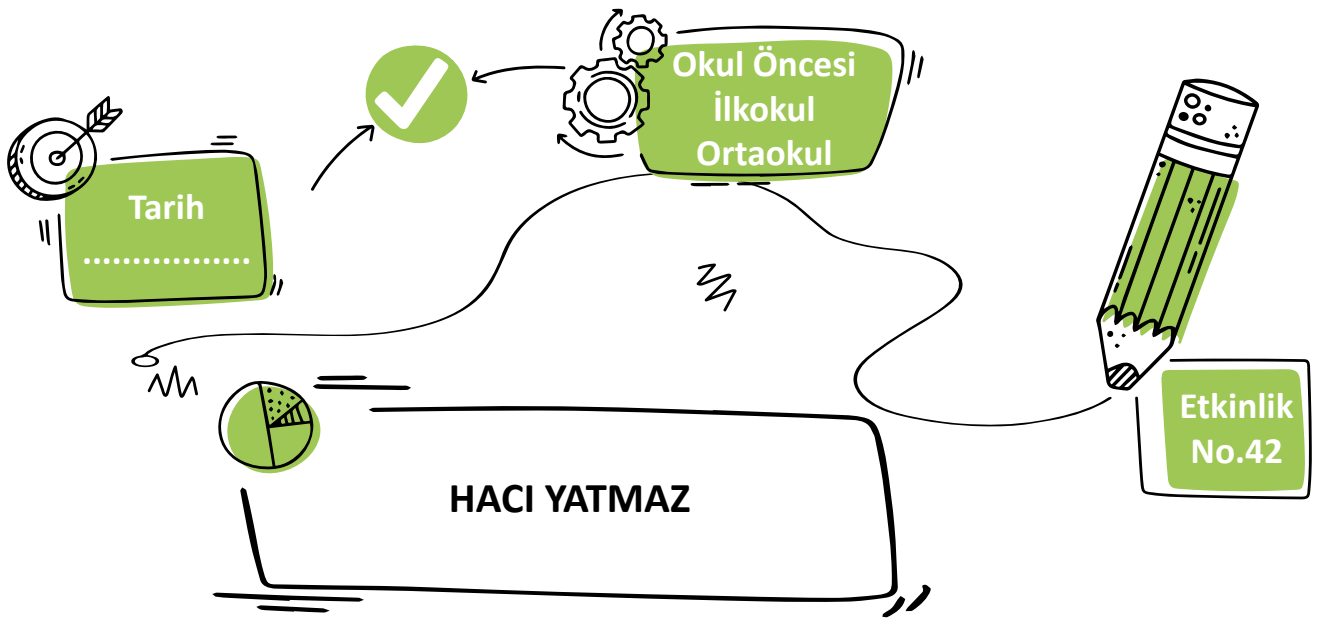 Okul Öncesi
İlkokul
Ortaokul
Tarih
.................
Etkinlik
No.42
HACI YATMAZ